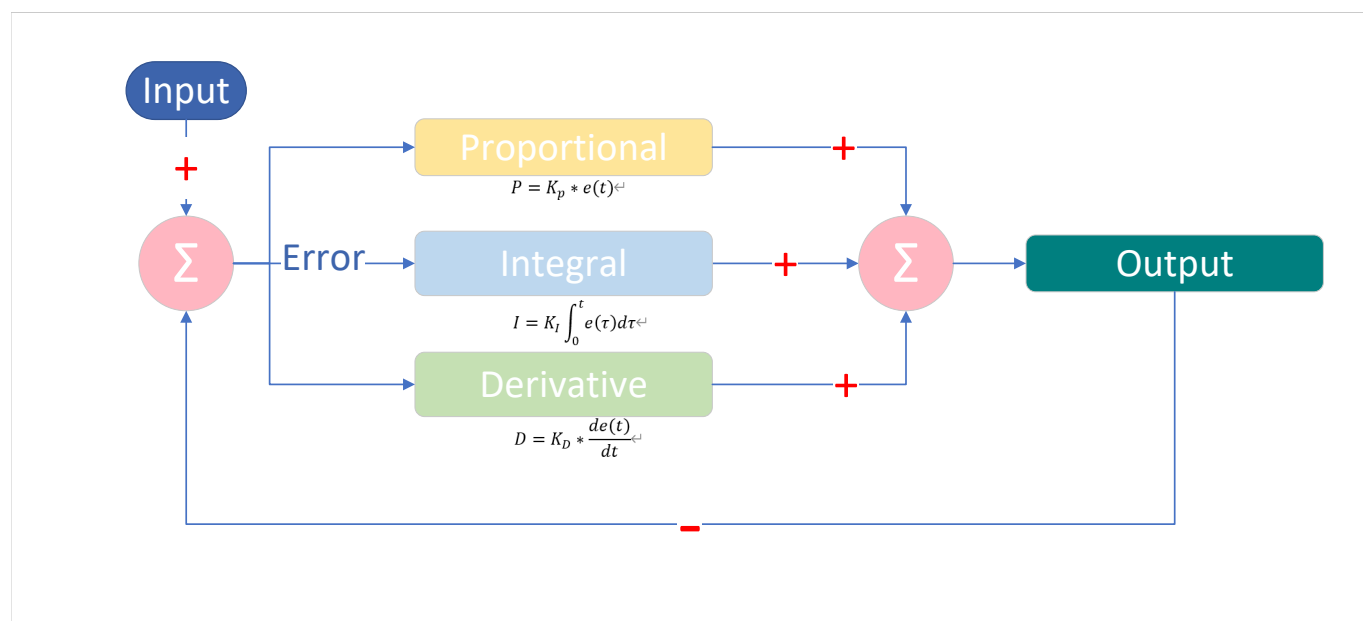 Input
+
Proportional
+
P = K_p * e(t)↵
Σ
Error
Integral
+
Σ
Output
I = K_I ∫_0^t e(τ)dτ↵
Derivative
+
D = K_D * de(t)/dt↵
−